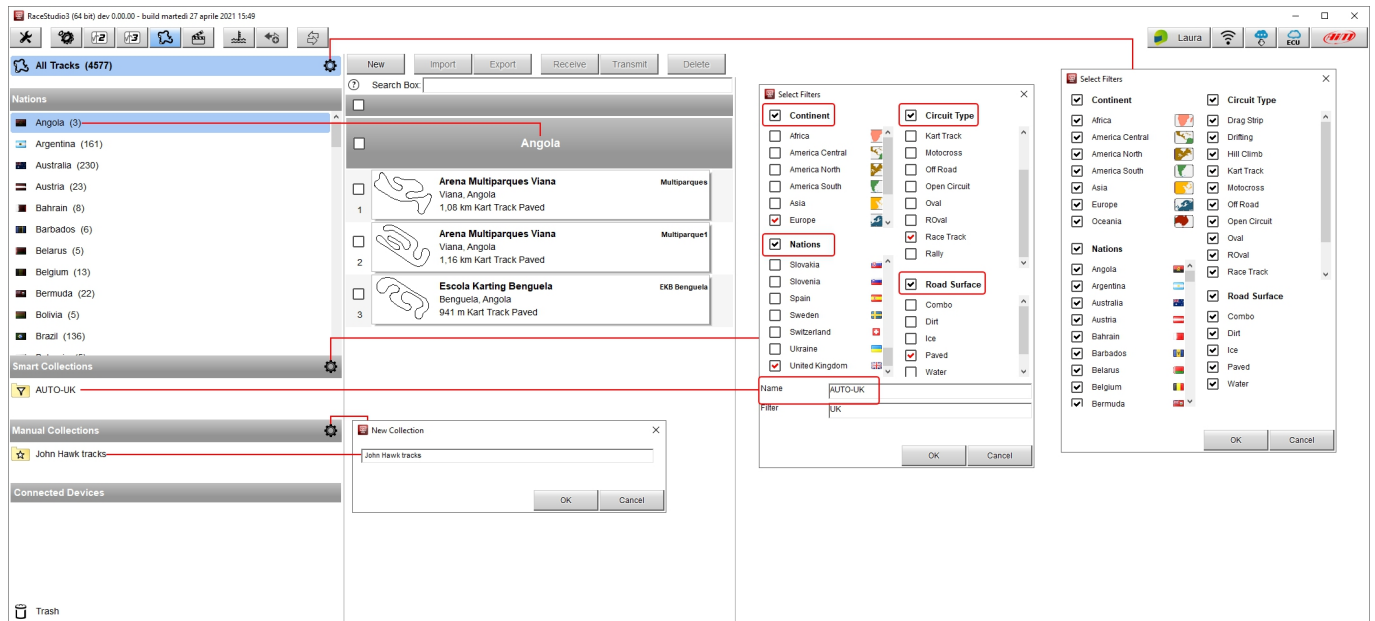 RaceStudio3 (64 bit) dev 0.00.00 - build martedì 27 aprile 2021 15:49
Laura
ECU
All Tracks (4577)
Nations
Angola (3)
Argentina (161)
Australia (230)
Austria (23)
Bahrain (8)
Barbados (6)
Belarus (5)
Belgium (13)
Bermuda (22)
Bolivia (5)
Brazil (136)
Smart Collections
AUTO-UK
Manual Collections
John Hawk tracks
Connected Devices
Trash
New
Import
Export
Receive
Transmit
Delete
Search Box:
Angola
Arena Multiparques Viana
Multiparques
Viana, Angola
1,08 km Kart Track Paved
1
Arena Multiparques Viana
Multiparque1
Viana, Angola
1,16 km Kart Track Paved
2
Escola Karting Benguela
EKB Benguela
Benguela, Angola
941 m Kart Track Paved
3
New Collection
John Hawk tracks
OK
Cancel
Select Filters
Continent
Africa
America Central
America North
America South
Asia
Europe
Nations
Slovakia
Slovenia
Spain
Sweden
Switzerland
Ukraine
United Kingdom
Circuit Type
Kart Track
Motocross
Off Road
Open Circuit
Oval
ROval
Race Track
Rally
Road Surface
Combo
Dirt
Ice
Paved
Water
Name
AUTO-UK
Filter
UK
OK
Cancel
Select Filters
Continent
Africa
America Central
America North
America South
Asia
Europe
Oceania
Nations
Angola
Argentina
Australia
Austria
Bahrain
Barbados
Belarus
Belgium
Bermuda
Circuit Type
Drag Strip
Drifting
Hill Climb
Kart Track
Motocross
Off Road
Open Circuit
Oval
ROval
Race Track
Road Surface
Combo
Dirt
Ice
Paved
Water
OK
Cancel